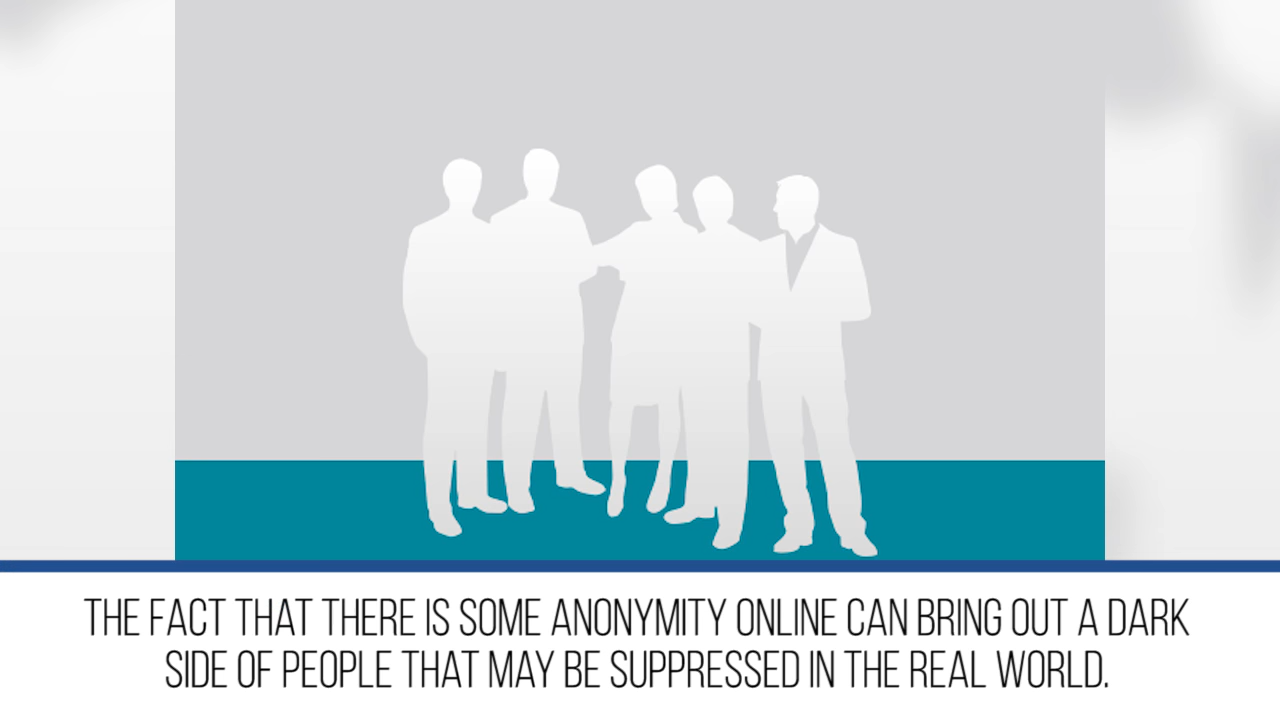 THE FACT THAT THERE IS SOME ANONYMITY ONLINE CAN BRING OUT A DARK
SIDE OF PEOPLE THAT MAY BE SUPPRESSED IN THE REAL WORLD.